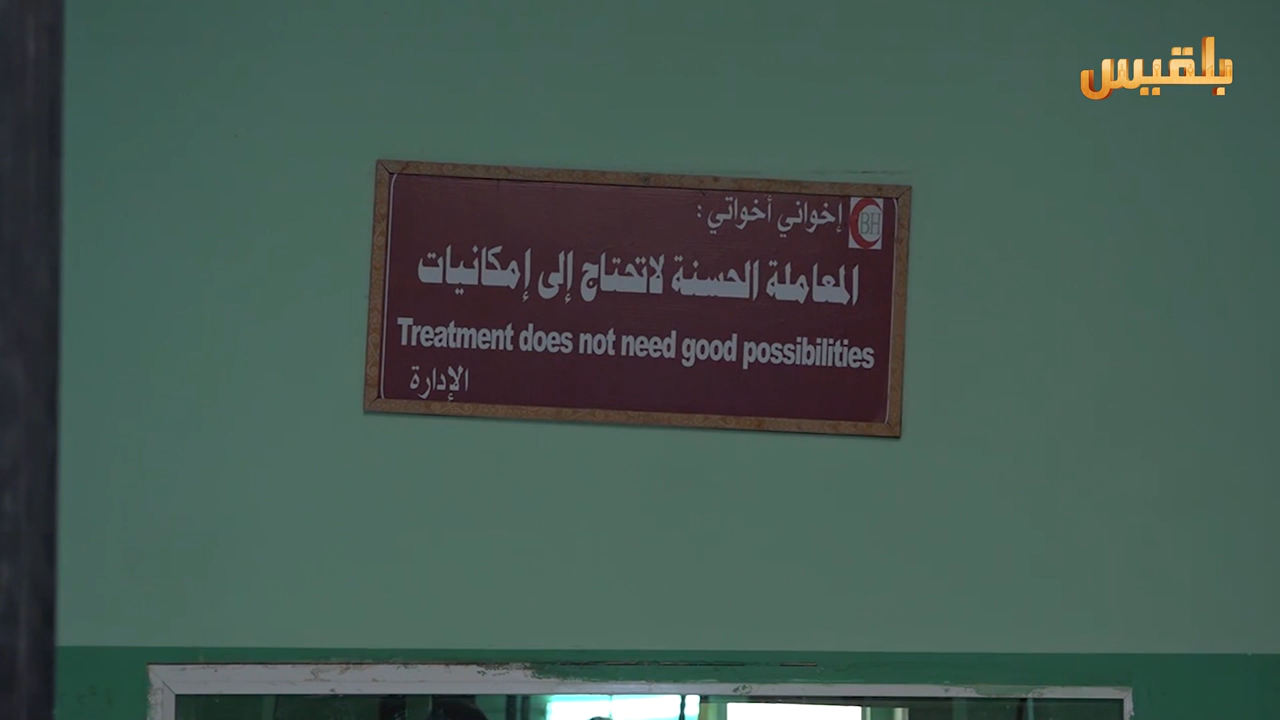 بلقيس
إخواني أخواتي :
BH
المعاملة الحسنة لاتحتاج إلى إمكانيات
Treatment does not need good possibilities
الإدارة